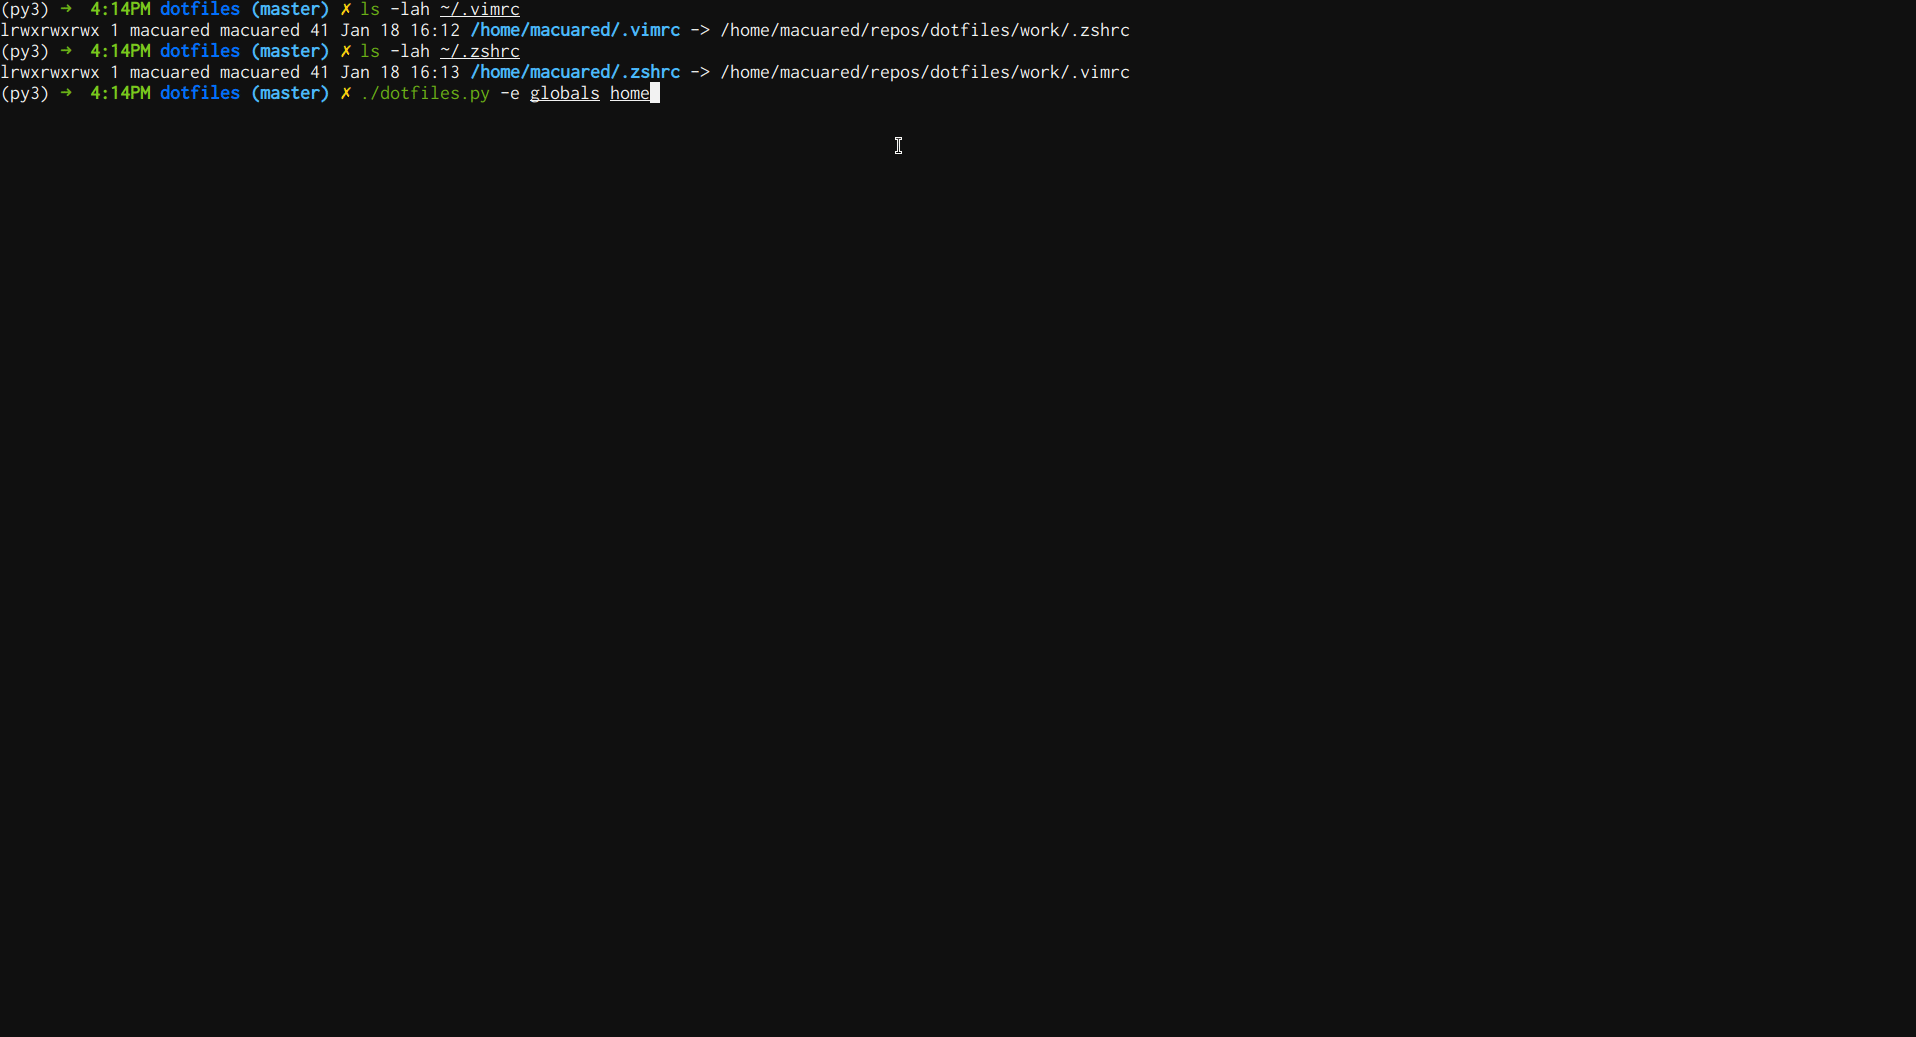 (py3) ➜  4:14PM dotfiles (master) ✗ ls -lah ~/.vimrc
lrwxrwxrwx 1 macuared macuared 41 Jan 18 16:12 /home/macuared/.vimrc -> /home/macuared/repos/dotfiles/work/.zshrc
(py3) ➜  4:14PM dotfiles (master) ✗ ls -lah ~/.zshrc
lrwxrwxrwx 1 macuared macuared 41 Jan 18 16:13 /home/macuared/.zshrc -> /home/macuared/repos/dotfiles/work/.vimrc
(py3) ➜  4:14PM dotfiles (master) ✗ ./dotfiles.py -e globals home